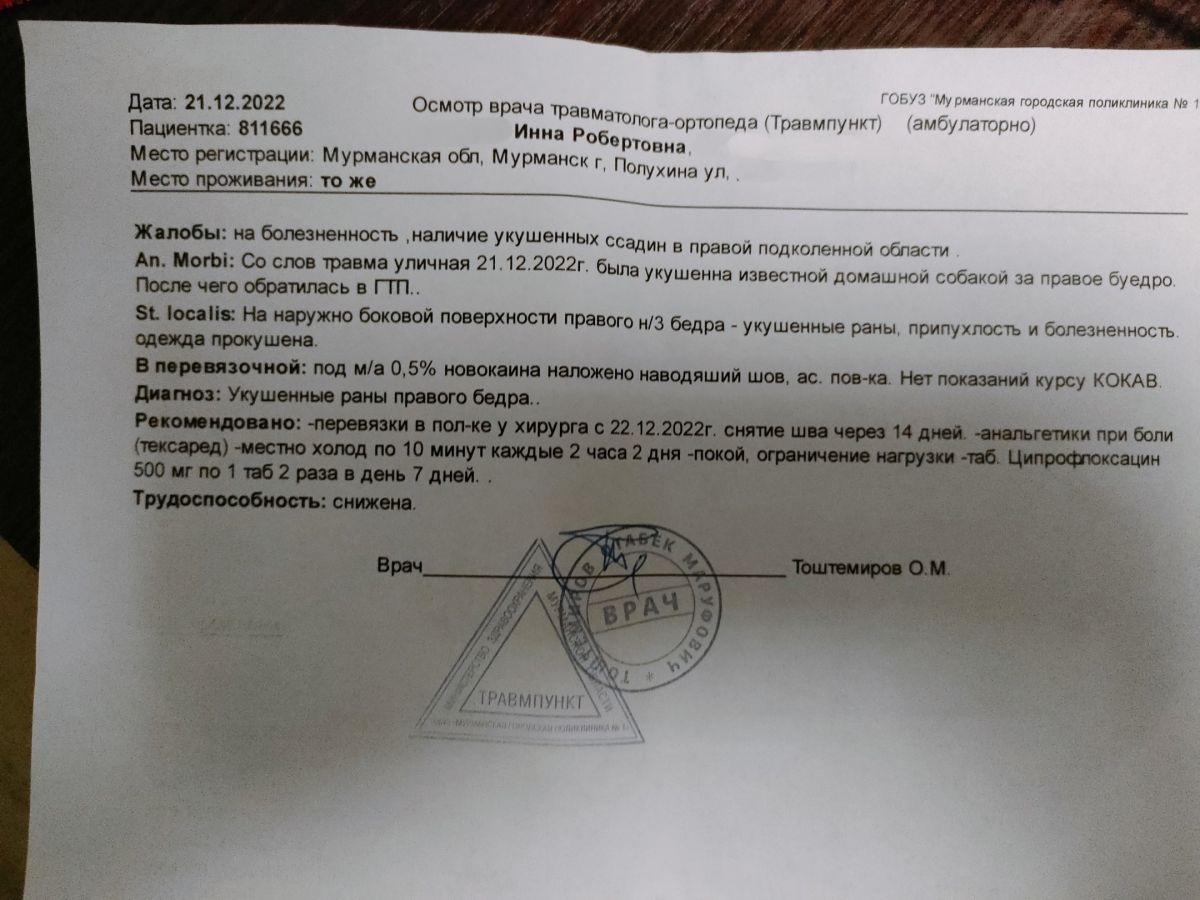 ГОБУЗ "Мурманская городская поликлиника № 1
Дата: 21.12.2022 Осмотр врача травматолога-ортопеда (Травмпункт) (амбулаторно)
Пациентка: 811666 Инна Робертовна,
Место регистрации: Мурманская обл, Мурманск г, Полухина ул, .
Место проживания: то же
Жалобы: на болезненность ,наличие укушенных ссадин в правой подколенной области .
An. Morbi: Со слов травма уличная 21.12.2022г. была укушенна известной домашной собакой за правое буедро.
После чего обратилась в ГТП..
St. localis: На наружно боковой поверхности правого н/3 бедра - укушенные раны, припухлость и болезненность.
одежда прокушена.
В перевязочной: под м/а 0,5% новокаина наложено наводяший шов, ас. пов-ка. Нет показаний курсу КОКАВ.
Диагноз: Укушенные раны правого бедра..
Рекомендовано: -перевязки в пол-ке у хирурга с 22.12.2022г. снятие шва через 14 дней. -анальгетики при боли
(тексаред) -местно холод по 10 минут каждые 2 часа 2 дня -покой, ограничение нагрузки -таб. Ципрофлоксацин
500 мг по 1 таб 2 раза в день 7 дней. .
Трудоспособность: снижена.
Врач Тоштемиров О.М.
ТОШТЕМИРОВ ОТАБЕК МАРУФОВИЧ *
ВРАЧ
МИНИСТЕРСТВО ЗДРАВООХРАНЕНИЯ
МУРМАНСКОЙ ОБЛАСТИ
ТРАВМПУНКТ
МУРМАНСКАЯ ГОРОДСКАЯ ПОЛИКЛИНИКА № 1